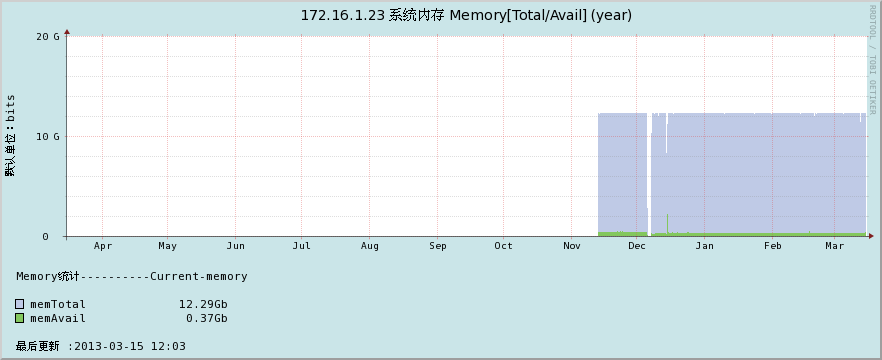 172.16.1.23 系统内存 Memory[Total/Avail] (year)
RRDTOOL / TOBI OETIKER
默认单位：bits
20 G
10 G
0
Apr May Jun Jul Aug Sep Oct Nov Dec Jan Feb Mar
Memory统计----------Current-memory
memTotal 12.29Gb
memAvail 0.37Gb
最后更新 :2013-03-15 12:03